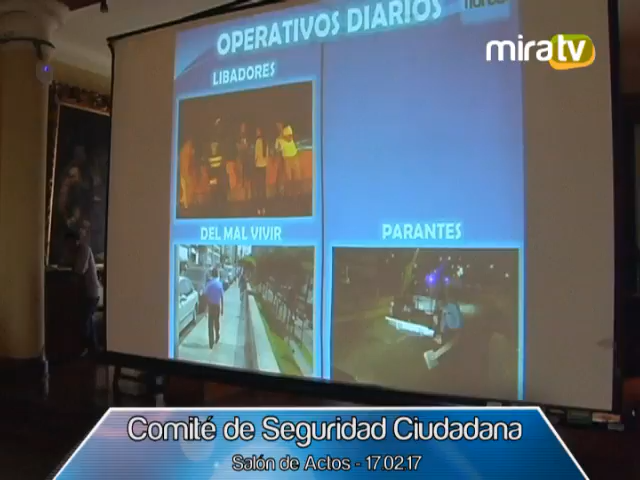 OPERATIVOS DIARIOS
miratv
LIBADORES
DEL MAL VIVIR
PARANTES
Comité de Seguridad Ciudadana
Salón de Actos - 17.02.17